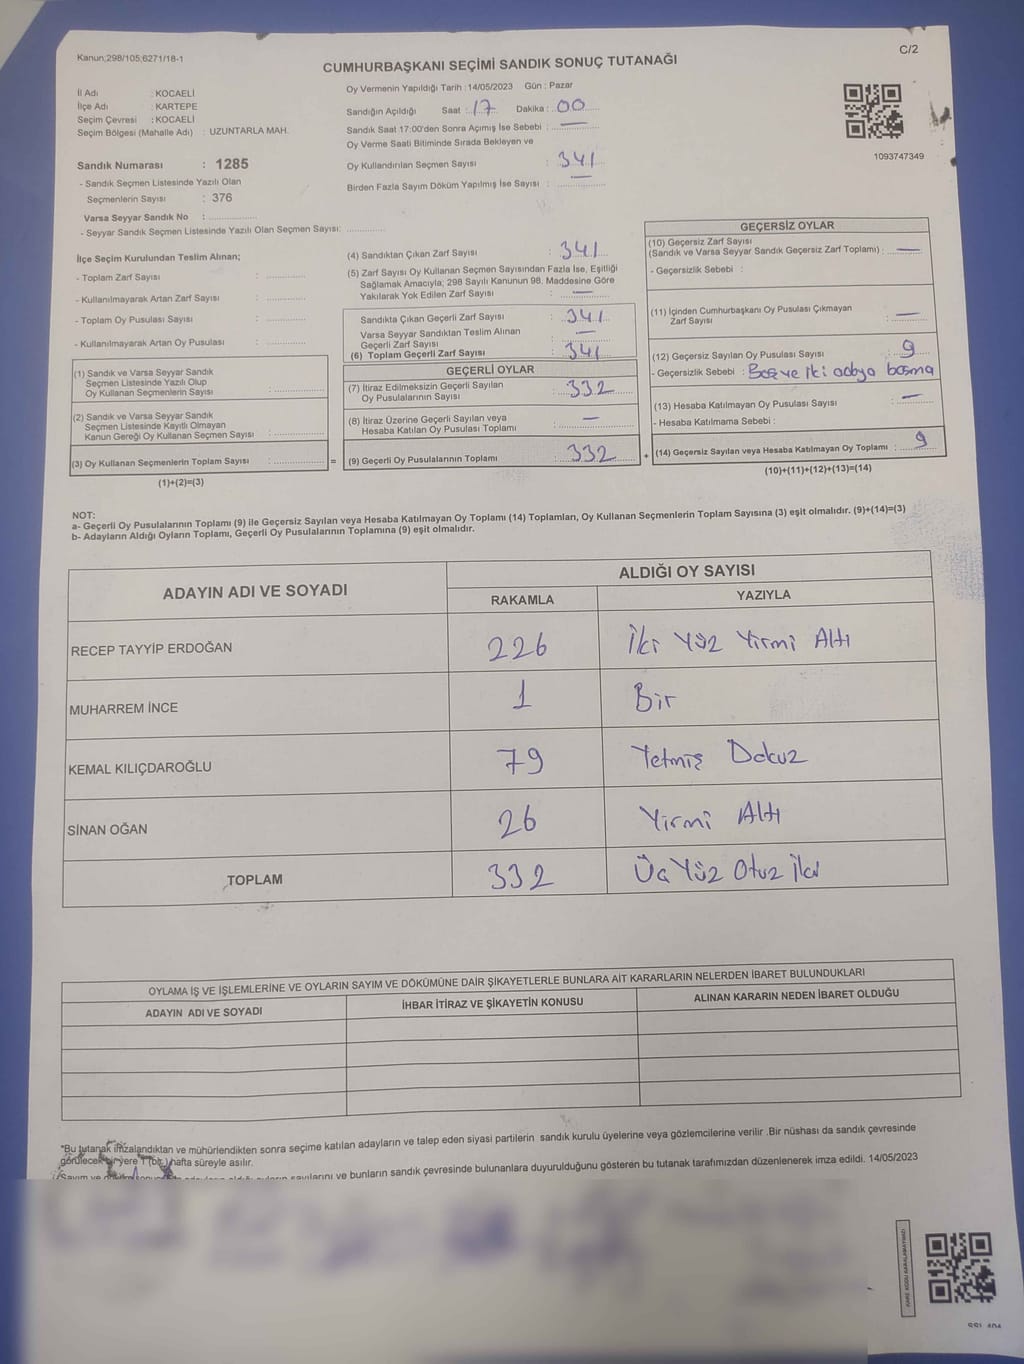 Kanun;298/105;6271/18-1
C/2
CUMHURBAŞKANI SEÇİMİ SANDIK SONUÇ TUTANAĞI
İl Adı : KOCAELİ
İlçe Adı : KARTEPE
Seçim Çevresi : KOCAELİ
Seçim Bölgesi (Mahalle Adı) : UZUNTARLA MAH.
Sandık Numarası : 1285
- Sandık Seçmen Listesinde Yazılı Olan
Seçmenlerin Sayısı : 376
Varsa Seyyar Sandık No : ..............
- Seyyar Sandık Seçmen Listesinde Yazılı Olan Seçmen Sayısı: ............
Oy Vermenin Yapıldığı Tarih : 14/05/2023 Gün : Pazar
Sandığın Açıldığı Saat : 17 Dakika : 00
Sandık Saat 17:00'den Sonra Açımış İse Sebebi : —
Oy Verme Saati Bitiminde Sırada Bekleyen ve
Oy Kullandırılan Seçmen Sayısı : 341
Birden Fazla Sayım Döküm Yapılmış İse Sayısı : —
1093747349
İlçe Seçim Kurulundan Teslim Alınan;
- Toplam Zarf Sayısı : ............
- Kullanılmayarak Artan Zarf Sayısı : ............
- Toplam Oy Pusulası Sayısı : ............
- Kullanılmayarak Artan Oy Pusulası : ............
(1) Sandık ve Varsa Seyyar Sandık
Seçmen Listesinde Yazılı Olup
Oy Kullanan Seçmenlerin Sayısı : ............
(2) Sandık ve Varsa Seyyar Sandık
Seçmen Listesinde Kayıtlı Olmayan
Kanun Gereği Oy Kullanan Seçmen Sayısı : ............
(3) Oy Kullanan Seçmenlerin Toplam Sayısı : ............ =
(1)+(2)=(3)
(4) Sandıktan Çıkan Zarf Sayısı : 341
(5) Zarf Sayısı Oy Kullanan Seçmen Sayısından Fazla İse, Eşitliği
Sağlamak Amacıyla; 298 Sayılı Kanunun 98. Maddesine Göre
Yakılarak Yok Edilen Zarf Sayısı : —
Sandıkta Çıkan Geçerli Zarf Sayısı : 341
Varsa Seyyar Sandıktan Teslim Alınan
Geçerli Zarf Sayısı : —
(6) Toplam Geçerli Zarf Sayısı : 341
GEÇERLİ OYLAR
(7) İtiraz Edilmeksizin Geçerli Sayılan
Oy Pusulalarının Sayısı : 332
(8) İtiraz Üzerine Geçerli Sayılan veya
Hesaba Katılan Oy Pusulası Toplamı : —
(9) Geçerli Oy Pusulalarının Toplamı : 332 +
GEÇERSİZ OYLAR
(10) Geçersiz Zarf Sayısı
(Sandık ve Varsa Seyyar Sandık Geçersiz Zarf Toplamı) : —
- Geçersizlik Sebebi :
(11) İçinden Cumhurbaşkanı Oy Pusulası Çıkmayan
Zarf Sayısı : —
(12) Geçersiz Sayılan Oy Pusulası Sayısı : 9
- Geçersizlik Sebebi : Boş ve iki adaya basma
(13) Hesaba Katılmayan Oy Pusulası Sayısı : —
- Hesaba Katılmama Sebebi :
(14) Geçersiz Sayılan veya Hesaba Katılmayan Oy Toplamı : 9
(10)+(11)+(12)+(13)=(14)
NOT:
a- Geçerli Oy Pusulalarının Toplamı (9) ile Geçersiz Sayılan veya Hesaba Katılmayan Oy Toplamı (14) Toplamları, Oy Kullanan Seçmenlerin Toplam Sayısına (3) eşit olmalıdır. (9)+(14)=(3)
b- Adayların Aldığı Oyların Toplamı, Geçerli Oy Pusulalarının Toplamına (9) eşit olmalıdır.
ADAYIN ADI VE SOYADI ALDIĞI OY SAYISI
RAKAMLA YAZIYLA
RECEP TAYYİP ERDOĞAN 226 İki Yüz Yirmi Altı
MUHARREM İNCE 1 Bir
KEMAL KILIÇDAROĞLU 79 Yetmiş Dokuz
SİNAN OĞAN 26 Yirmi Altı
TOPLAM 332 Üç Yüz Otuz İki
OYLAMA İŞ VE İŞLEMLERİNE VE OYLARIN SAYIM VE DÖKÜMÜNE DAİR ŞİKAYETLERLE BUNLARA AİT KARARLARIN NELERDEN İBARET BULUNDUKLARI
ADAYIN ADI VE SOYADI İHBAR İTİRAZ VE ŞİKAYETİN KONUSU ALINAN KARARIN NEDEN İBARET OLDUĞU
*Bu tutanak imzalandıktan ve mühürlendikten sonra seçime katılan adayların ve talep eden siyasi partilerin sandık kurulu üyelerine veya gözlemcilerine verilir .Bir nüshası da sandık çevresinde
görülecek bir yere 1 (bir) hafta süreyle asılır.
sayılarını ve bunların sandık çevresinde bulunanlara duyurulduğunu gösteren bu tutanak tarafımızdan düzenlenerek imza edildi. 14/05/2023